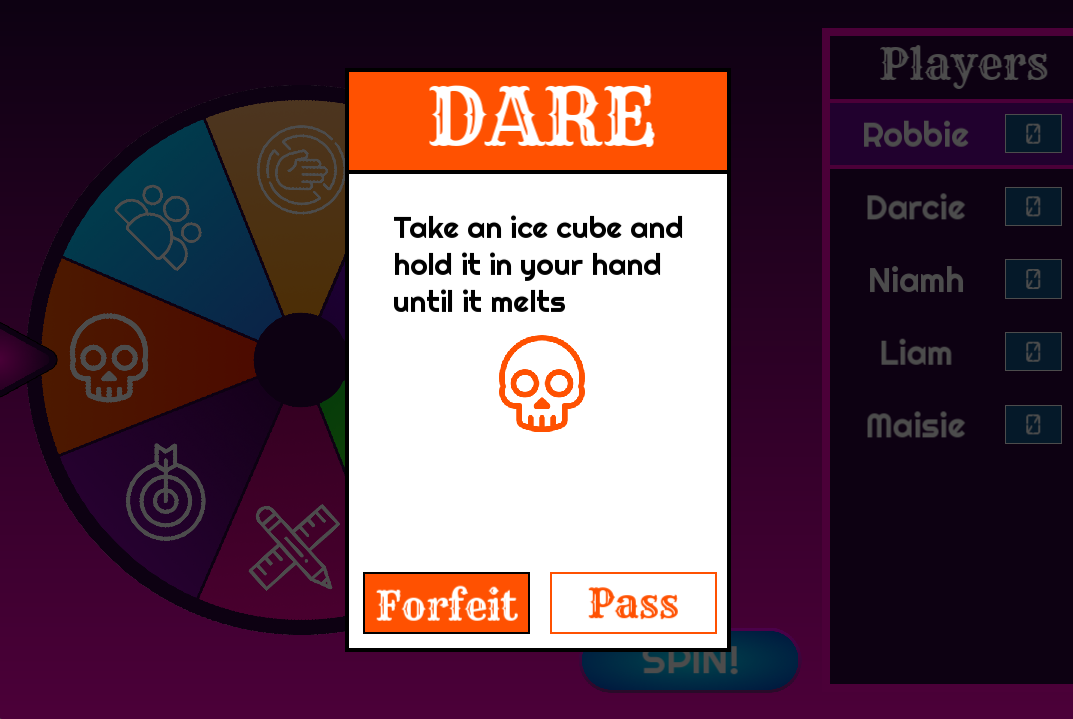 DARE
Take an ice cube and
hold it in your hand
until it melts
Forfeit
Pass
SPIN!
Players
Robbie 0
Darcie 0
Niamh 0
Liam 0
Maisie 0